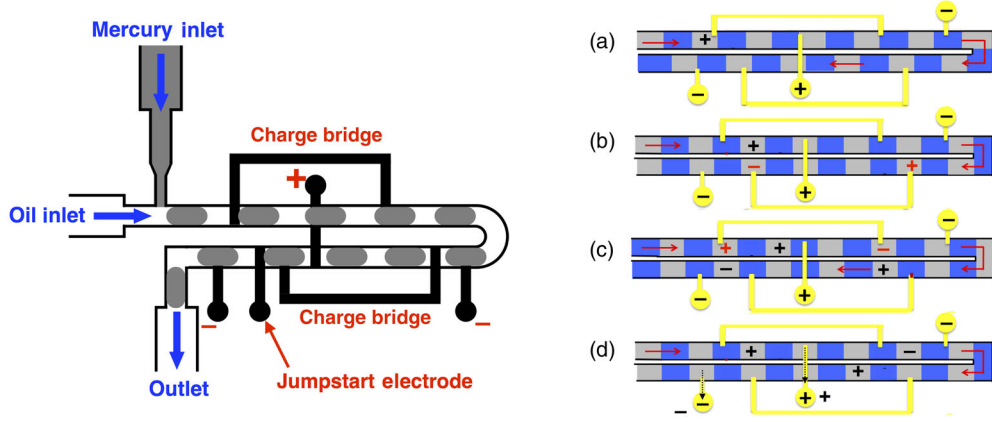 Mercury inlet
Charge bridge
+
Oil inlet
Charge bridge
−
−
Jumpstart electrode
Outlet
(a)
−
+
−
+
(b)
−
+
−
+
−
+
(c)
−
+
+
−
−
+
−
+
(d)
−
+
−
+
−
−
+
+